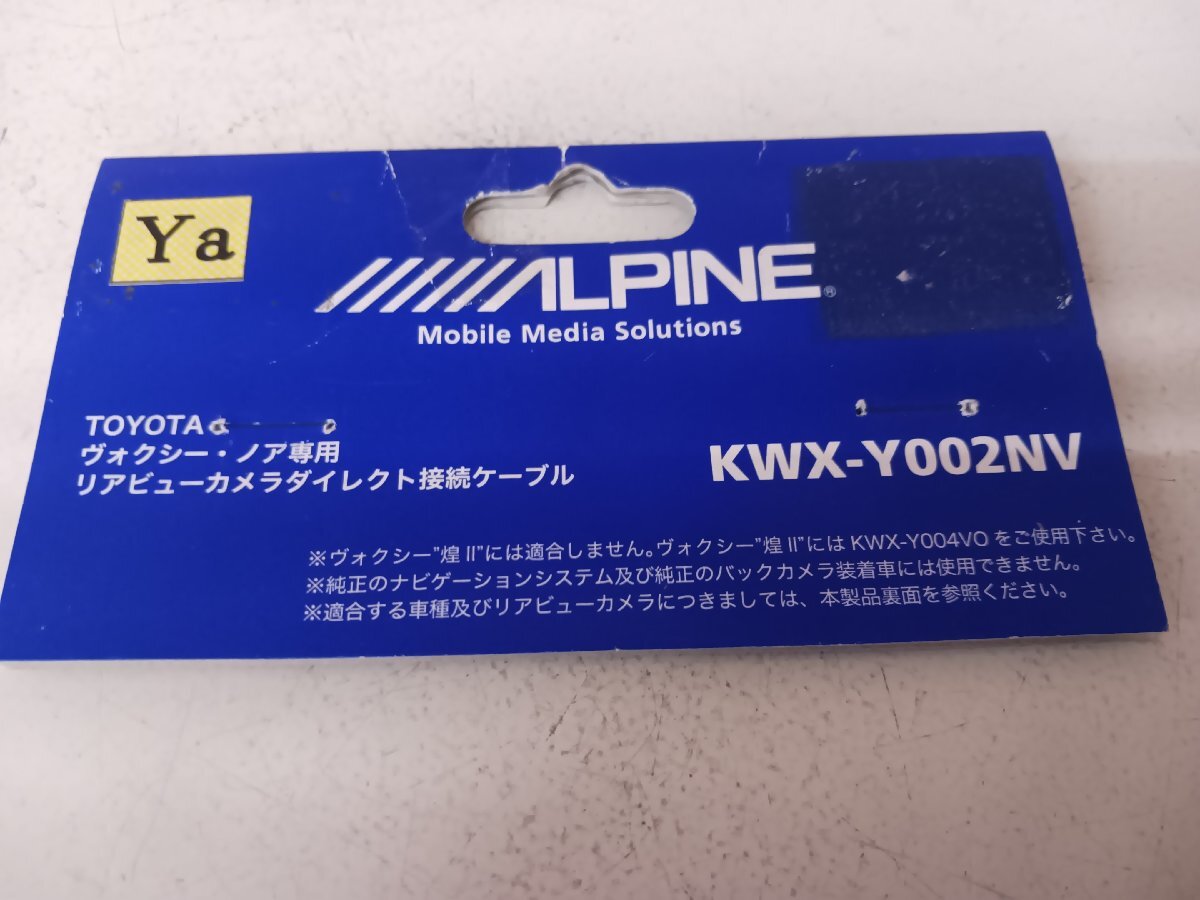 Ya
ALPINE®
Mobile Media Solutions
TOYOTA
ヴォクシー・ノア専用
リアビューカメラダイレクト接続ケーブル
KWX-Y002NV
※ヴォクシー"煌II"には適合しません。ヴォクシー"煌II"にはKWX-Y004VOをご使用下さい。
※純正のナビゲーションシステム及び純正のバックカメラ装着車には使用できません。
※適合する車種及びリアビューカメラにつきましては、本製品裏面を参照ください。